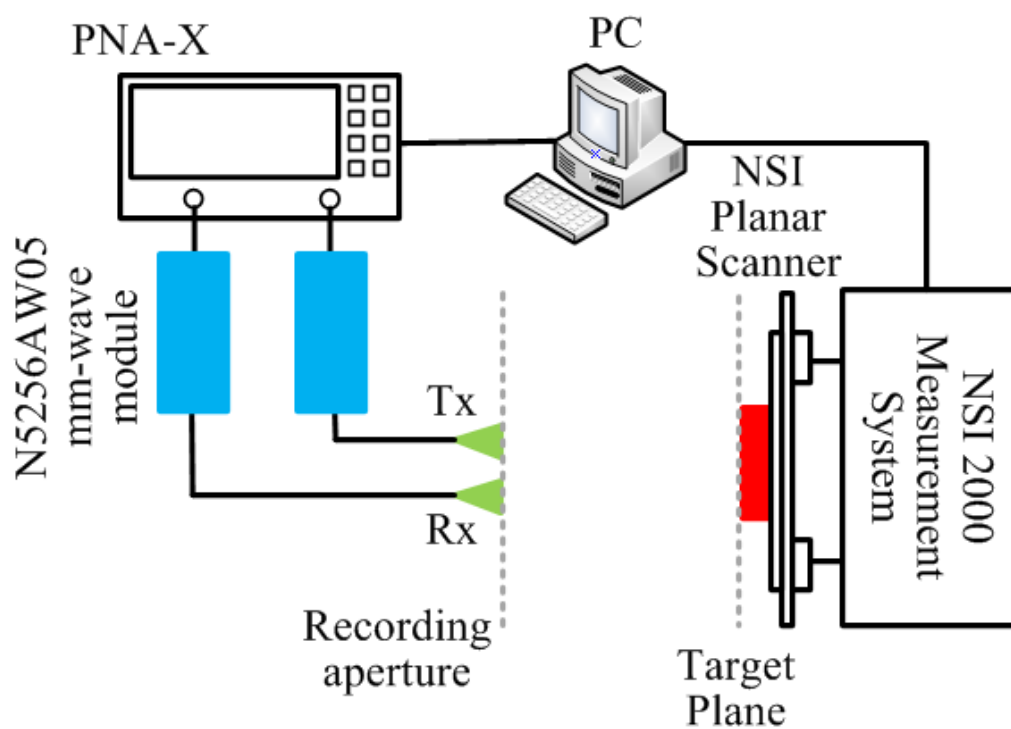 PNA-X
PC
N5256AW05
mm-wave
module
NSI
Planar
Scanner
Tx
Rx
NSI 2000
Measurement
System
Recording
aperture
Target
Plane